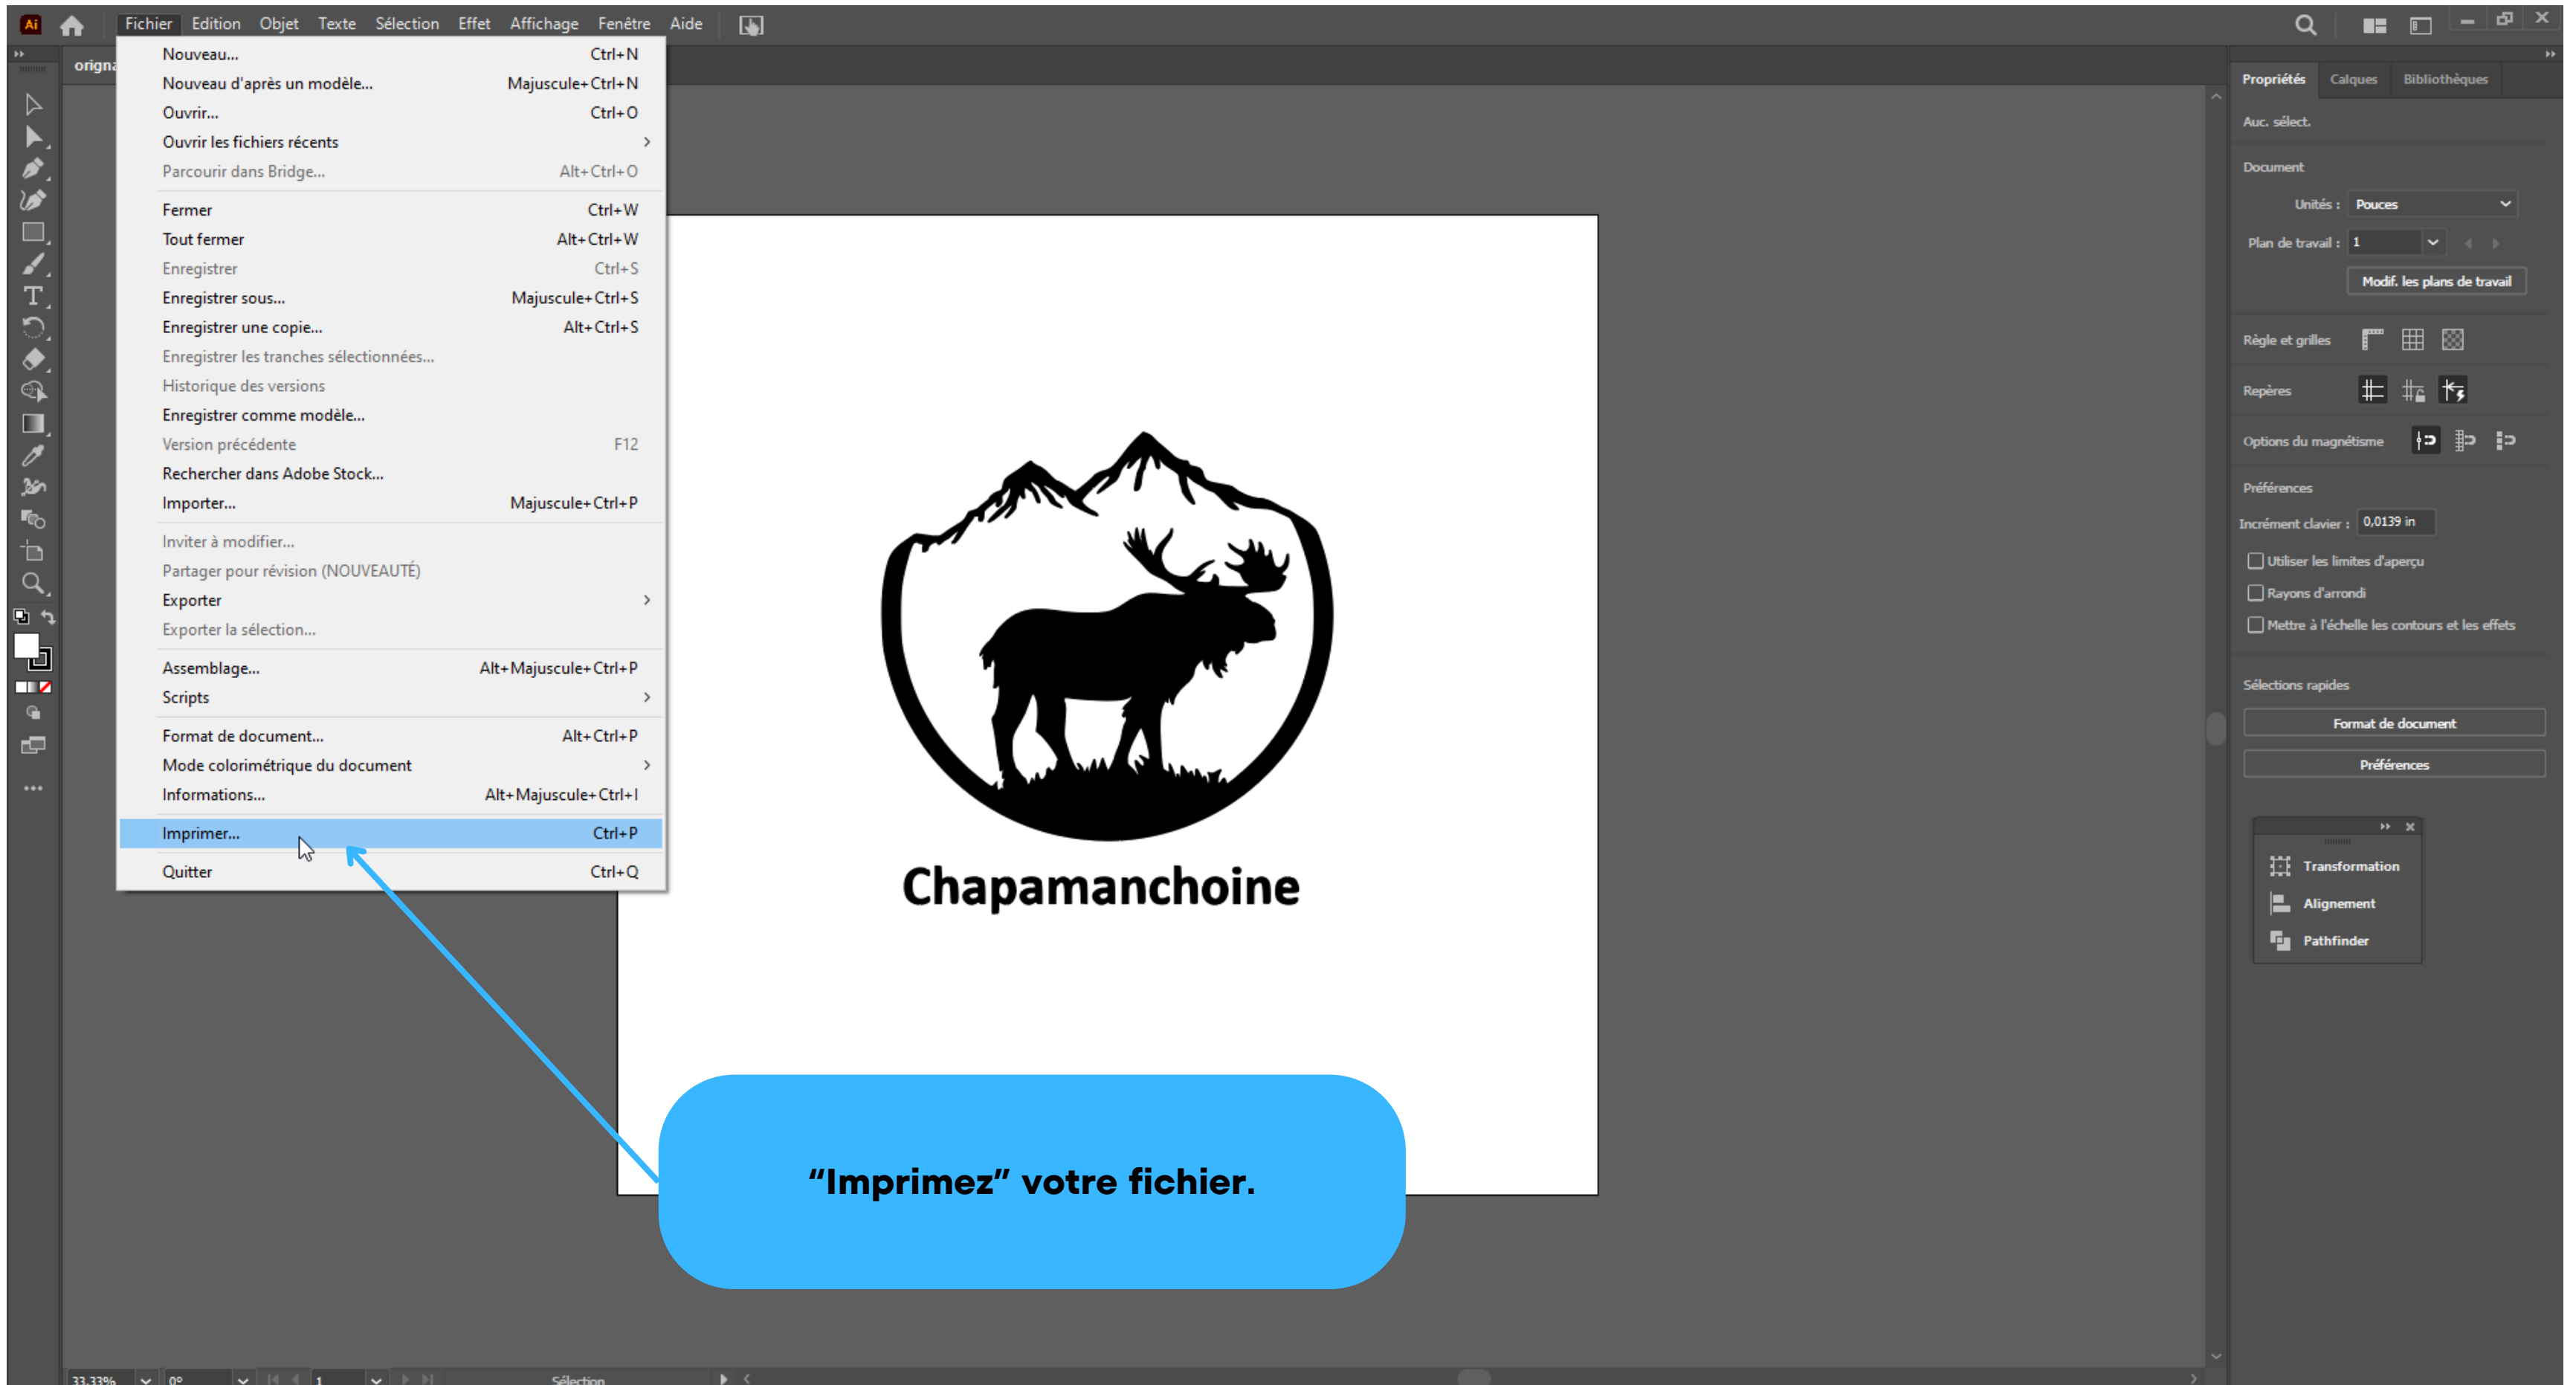 Ai Fichier Edition Objet Texte Sélection Effet Affichage Fenêtre Aide
Nouveau... Ctrl+N
Nouveau d'après un modèle... Majuscule+Ctrl+N
Ouvrir... Ctrl+O
Ouvrir les fichiers récents
Parcourir dans Bridge... Alt+Ctrl+O
Fermer Ctrl+W
Tout fermer Alt+Ctrl+W
Enregistrer Ctrl+S
Enregistrer sous... Majuscule+Ctrl+S
Enregistrer une copie... Alt+Ctrl+S
Enregistrer les tranches sélectionnées...
Historique des versions
Enregistrer comme modèle...
Version précédente F12
Rechercher dans Adobe Stock...
Importer... Majuscule+Ctrl+P
Inviter à modifier...
Partager pour révision (NOUVEAUTÉ)
Exporter
Exporter la sélection...
Assemblage... Alt+Majuscule+Ctrl+P
Scripts
Format de document... Alt+Ctrl+P
Mode colorimétrique du document
Informations... Alt+Majuscule+Ctrl+I
Imprimer... Ctrl+P
Quitter Ctrl+Q
Chapamanchoine
“Imprimez” votre fichier.
Propriétés Calques Bibliothèques
Auc. sélect.
Document
Unités : Pouces
Plan de travail : 1
Modif. les plans de travail
Règle et grilles
Repères
Options du magnétisme
Préférences
Incrément clavier : 0,0139 in
Utiliser les limites d'aperçu
Rayons d'arrondi
Mettre à l'échelle les contours et les effets
Sélections rapides
Format de document
Préférences
Transformation
Alignement
Pathfinder
33,33% 0° 1 Sélection